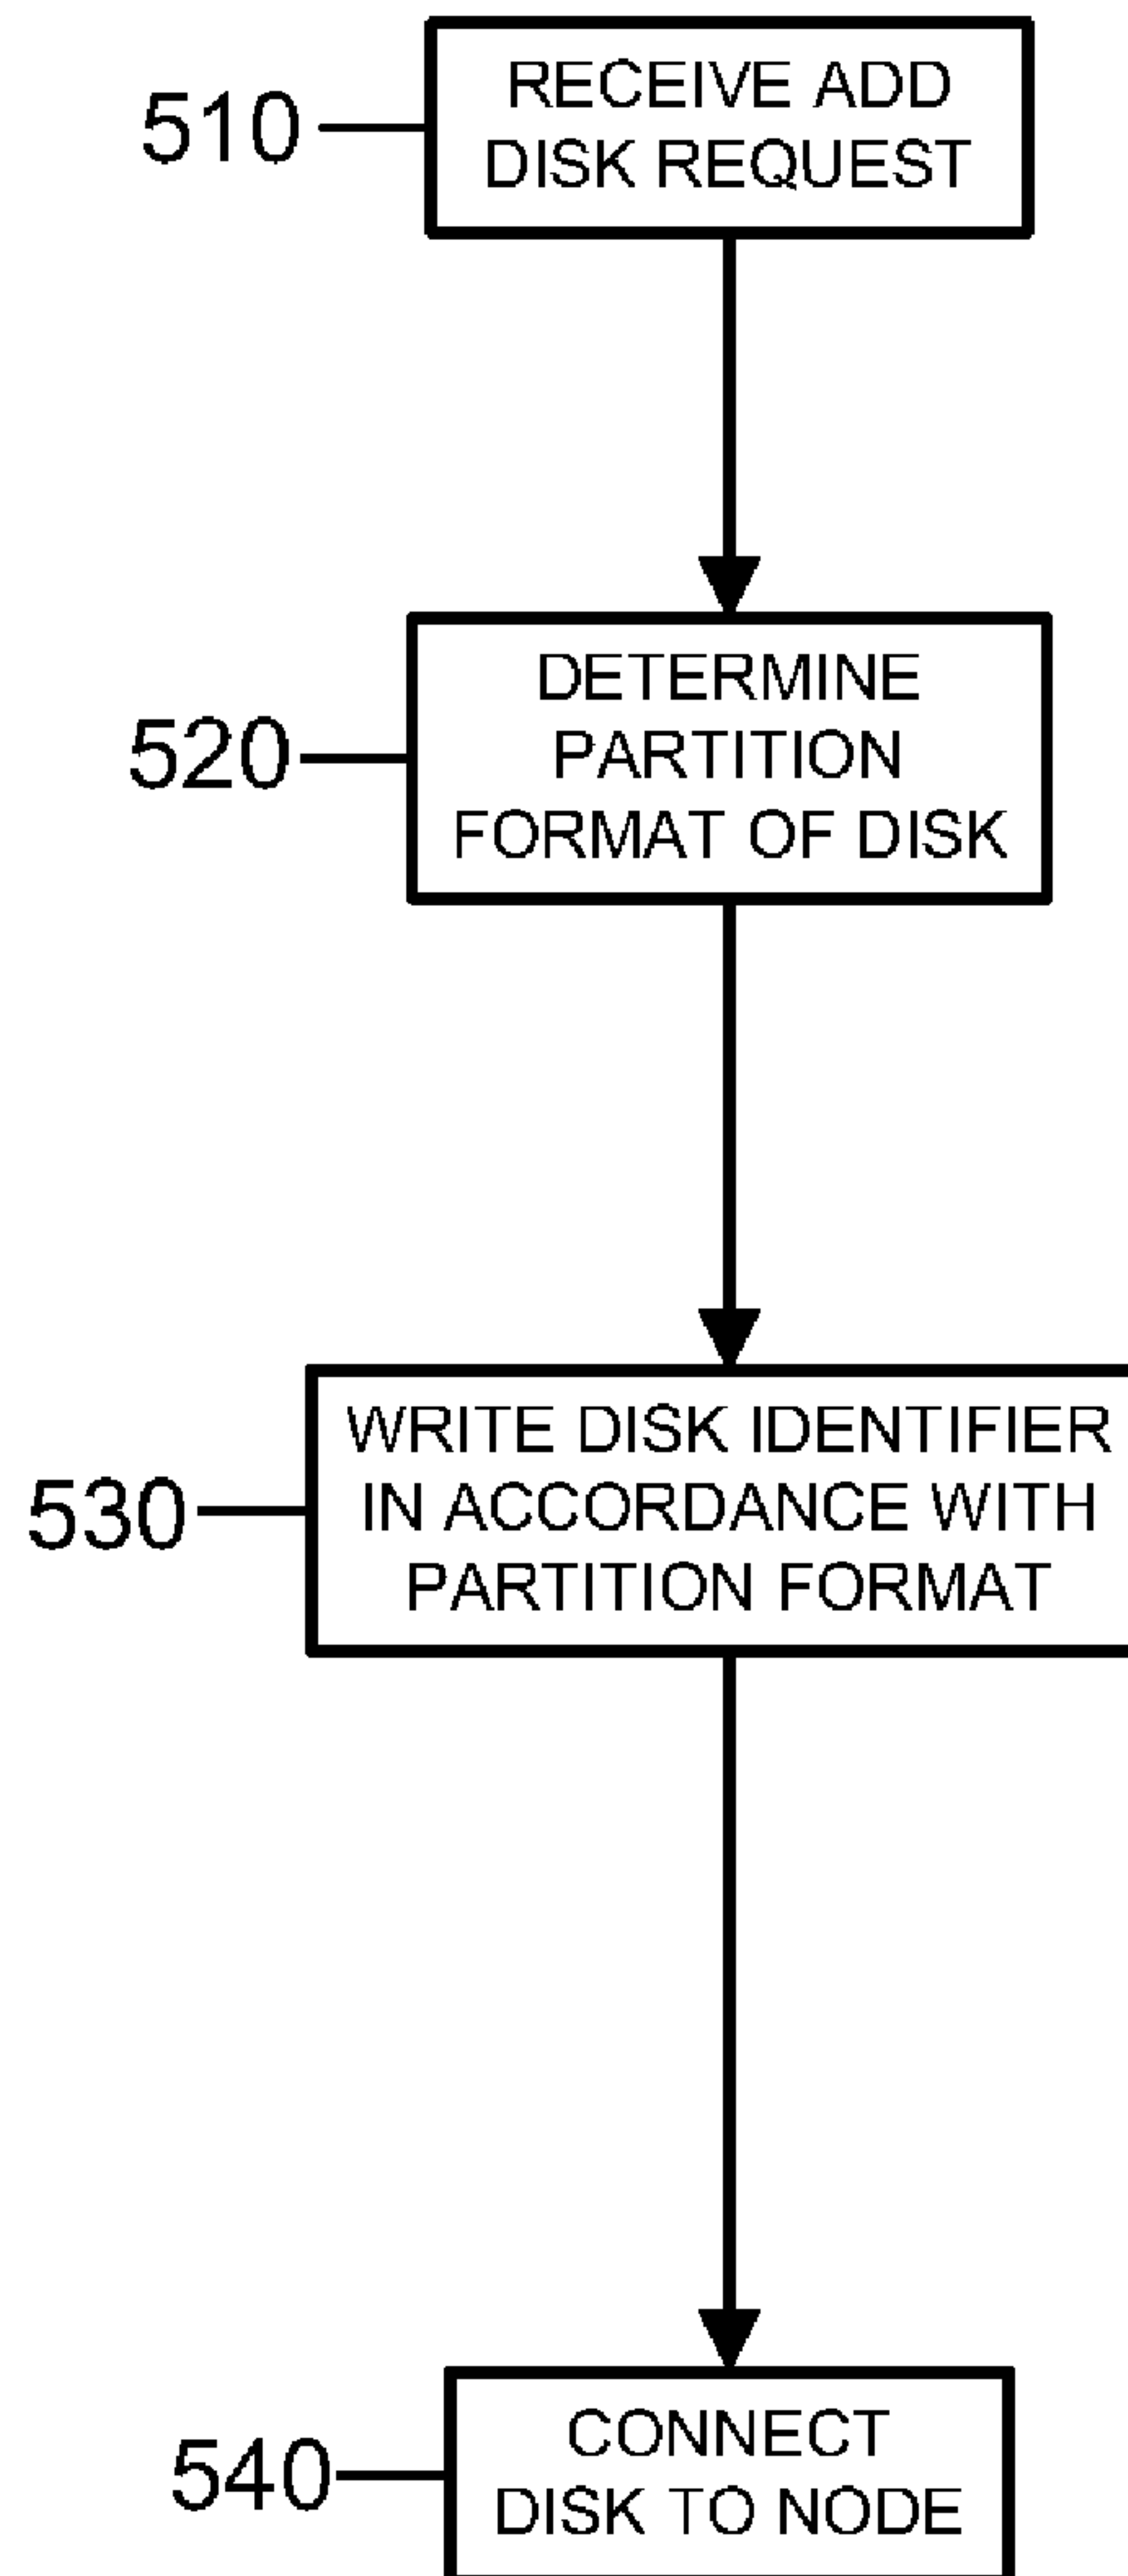 510
RECEIVE ADD
DISK REQUEST
520
DETERMINE
PARTITION
FORMAT OF DISK
530
WRITE DISK IDENTIFIER
IN ACCORDANCE WITH
PARTITION FORMAT
540
CONNECT
DISK TO NODE